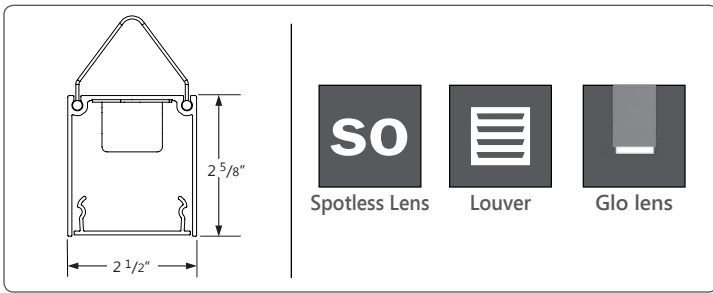 2 5/8"
2 1/2"
so
Spotless Lens
Louver
Glo lens